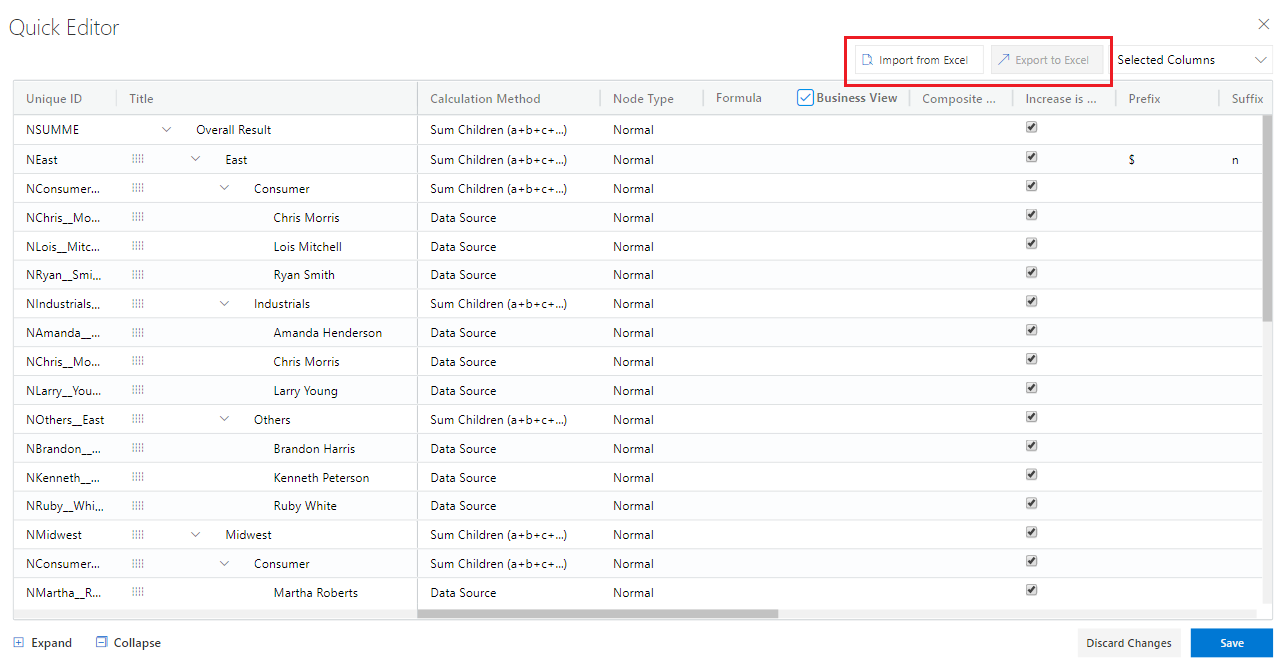 Quick Editor
Import from Excel Export to Excel Selected Columns
Unique ID Title Calculation Method Node Type Formula Business View Composite ... Increase is ... Prefix Suffix
NSUMME Overall Result Sum Children (a+b+c+...) Normal
NEast East Sum Children (a+b+c+...) Normal $ n
NConsumer... Consumer Sum Children (a+b+c+...) Normal
NChris__Mo... Chris Morris Data Source Normal
NLois__Mitc... Lois Mitchell Data Source Normal
NRyan__Smi... Ryan Smith Data Source Normal
NIndustrials... Industrials Sum Children (a+b+c+...) Normal
NAmanda__... Amanda Henderson Data Source Normal
NChris__Mo... Chris Morris Data Source Normal
NLarry__You... Larry Young Data Source Normal
NOthers__East Others Sum Children (a+b+c+...) Normal
NBrandon__... Brandon Harris Data Source Normal
NKenneth__... Kenneth Peterson Data Source Normal
NRuby__Whi... Ruby White Data Source Normal
NMidwest Midwest Sum Children (a+b+c+...) Normal
NConsumer... Consumer Sum Children (a+b+c+...) Normal
NMartha__R... Martha Roberts Data Source Normal
Expand Collapse Discard Changes Save